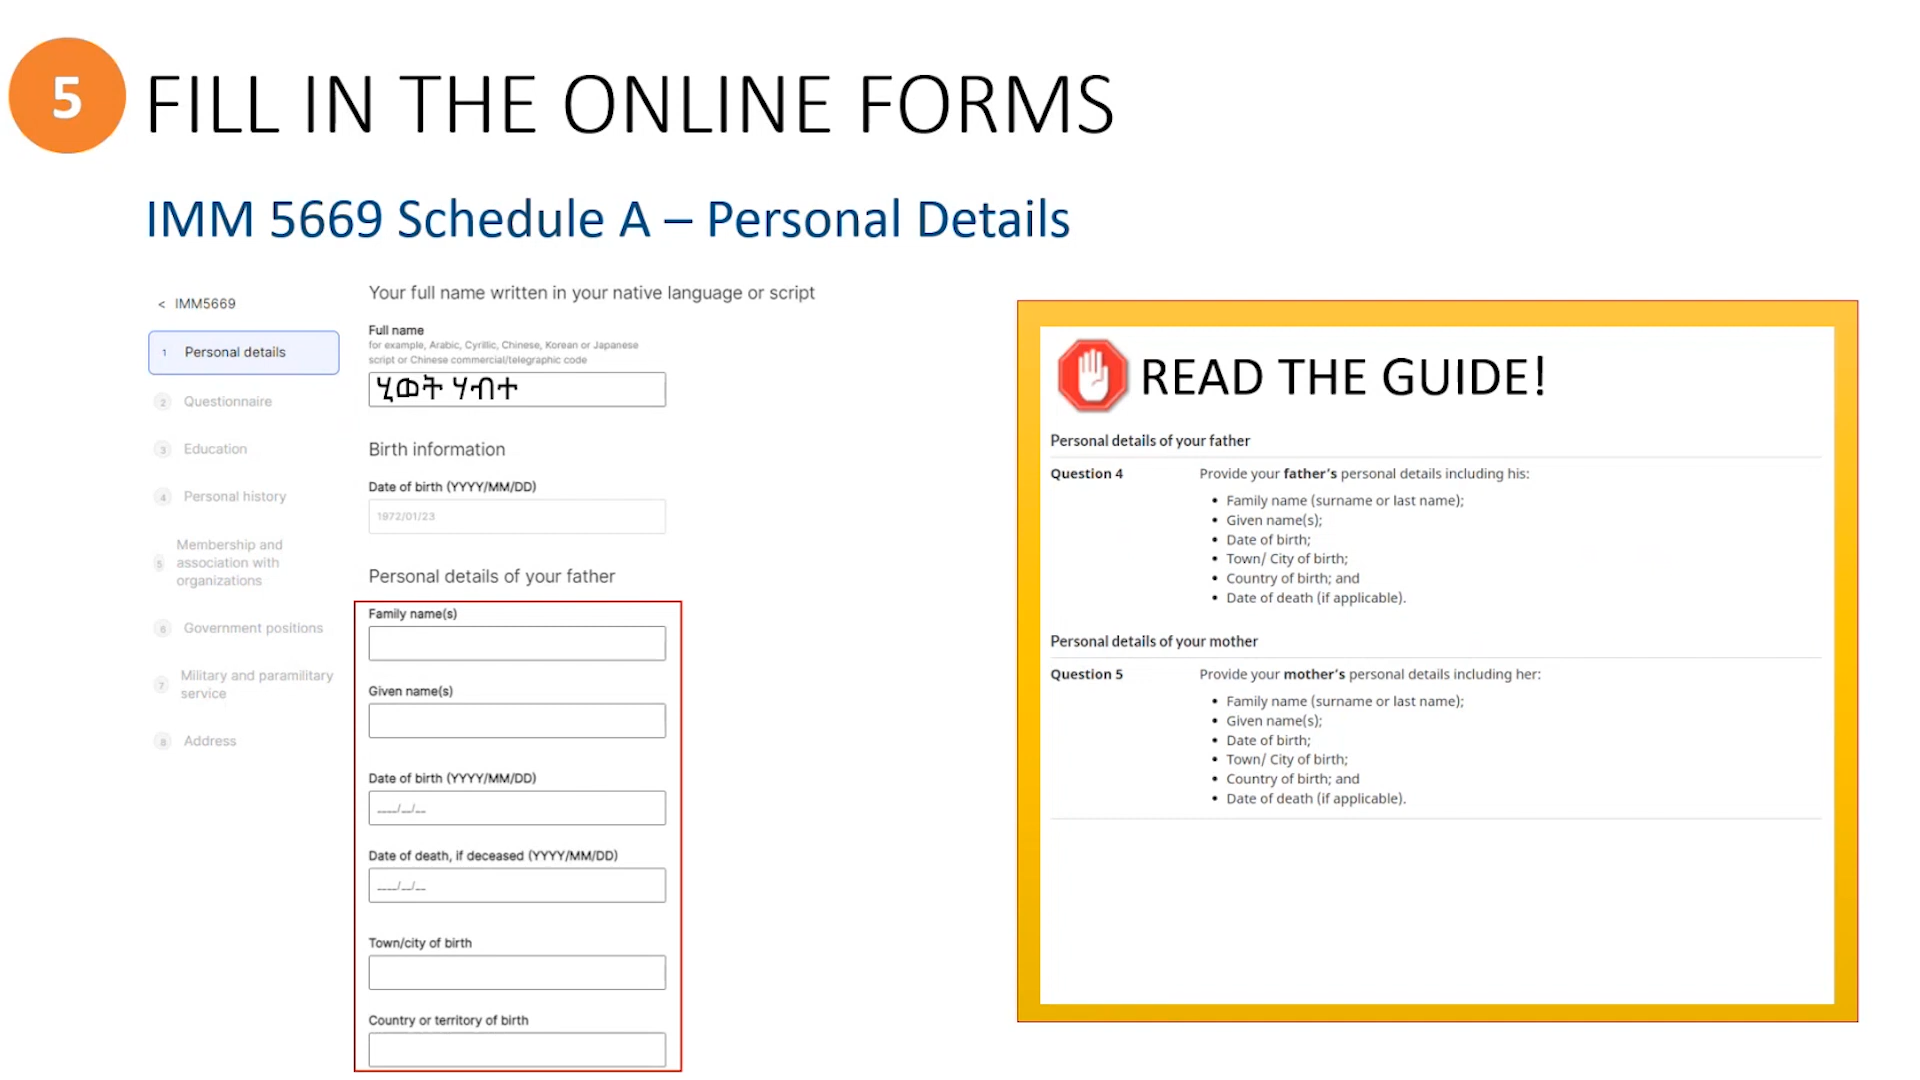 5
FILL IN THE ONLINE FORMS
IMM 5669 Schedule A – Personal Details
< IMM5669
1 Personal details
2 Questionnaire
3 Education
4 Personal history
5 Membership and
association with
organizations
6 Government positions
7 Military and paramilitary
service
8 Address
Your full name written in your native language or script
Full name
for example, Arabic, Cyrillic, Chinese, Korean or Japanese
script or Chinese commercial/telegraphic code
ሂወት ሃብተ
Birth information
Date of birth (YYYY/MM/DD)
1972/01/23
Personal details of your father
Family name(s)
Given name(s)
Date of birth (YYYY/MM/DD)
____/__/__
Date of death, if deceased (YYYY/MM/DD)
____/__/__
Town/city of birth
Country or territory of birth
READ THE GUIDE!
Personal details of your father
Question 4 Provide your father's personal details including his:
• Family name (surname or last name);
• Given name(s);
• Date of birth;
• Town/ City of birth;
• Country of birth; and
• Date of death (if applicable).
Personal details of your mother
Question 5 Provide your mother's personal details including her:
• Family name (surname or last name);
• Given name(s);
• Date of birth;
• Town/ City of birth;
• Country of birth; and
• Date of death (if applicable).